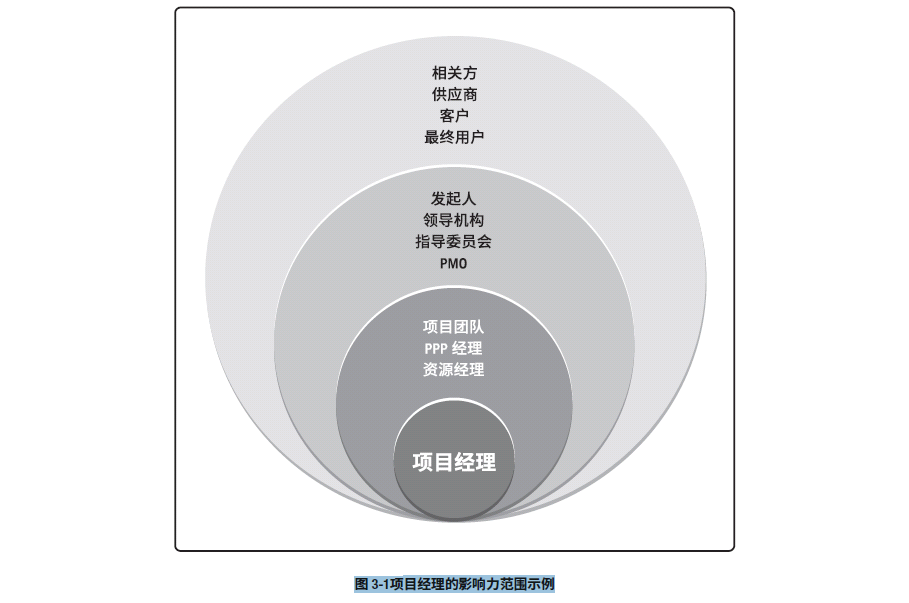 相关方
供应商
客户
最终用户
发起人
领导机构
指导委员会
PMO
项目团队
PPP 经理
资源经理
项目经理
图 3-1项目经理的影响力范围示例